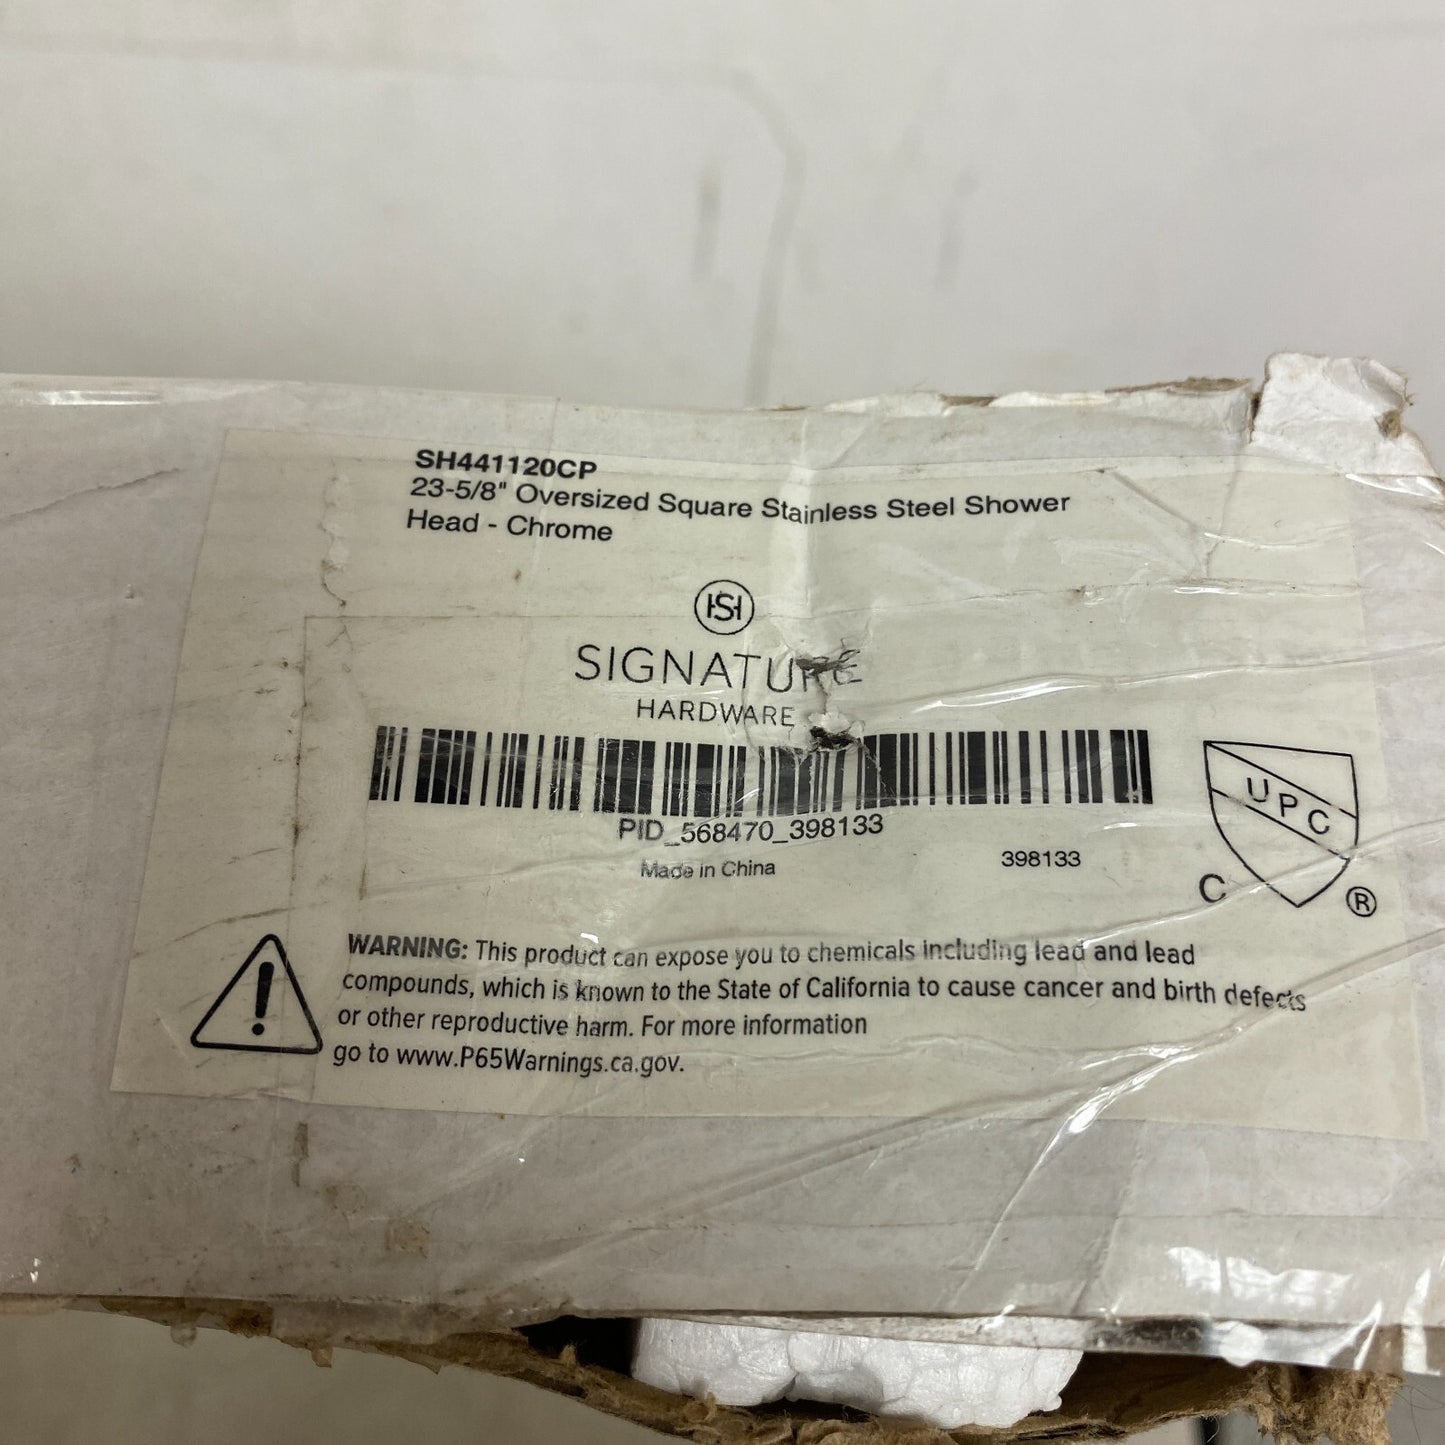 SH441120CP
23-5/8" Oversized Square Stainless Steel Shower
Head - Chrome
HSH
SIGNATURE
HARDWARE
PID_568470_398133
Made in China
398133
UPC
C ®
WARNING: This product can expose you to chemicals including lead and lead
compounds, which is known to the State of California to cause cancer and birth defects
or other reproductive harm. For more information
go to www.P65Warnings.ca.gov.